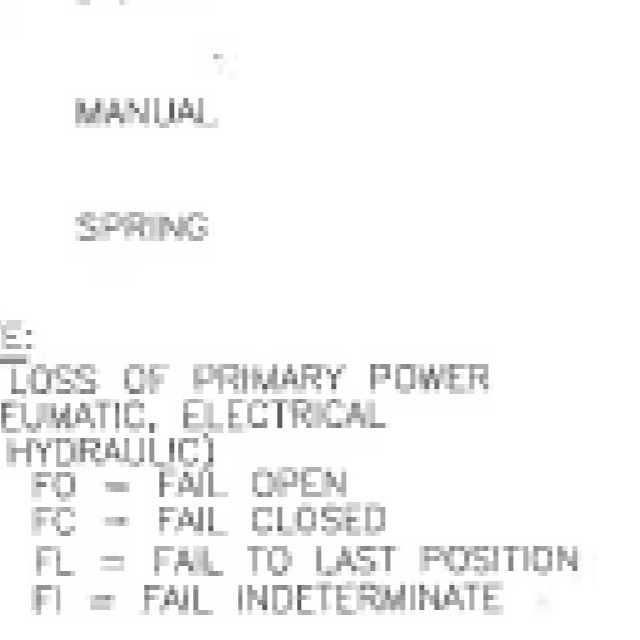 MANUAL
SPRING
E:
LOSS OF PRIMARY POWER
EUMATIC, ELECTRICAL
HYDRAULIC)
FO = FAIL OPEN
FC = FAIL CLOSED
FL = FAIL TO LAST POSITION
FI = FAIL INDETERMINATE